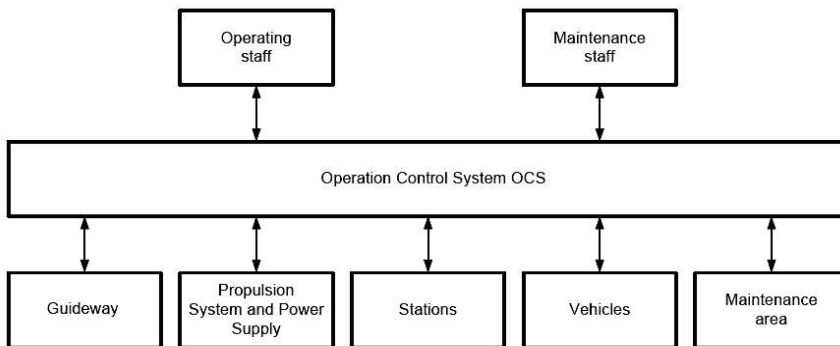 Operating
staff
Maintenance
staff
Operation Control System OCS
Guideway
Propulsion
System and Power
Supply
Stations
Vehicles
Maintenance
area